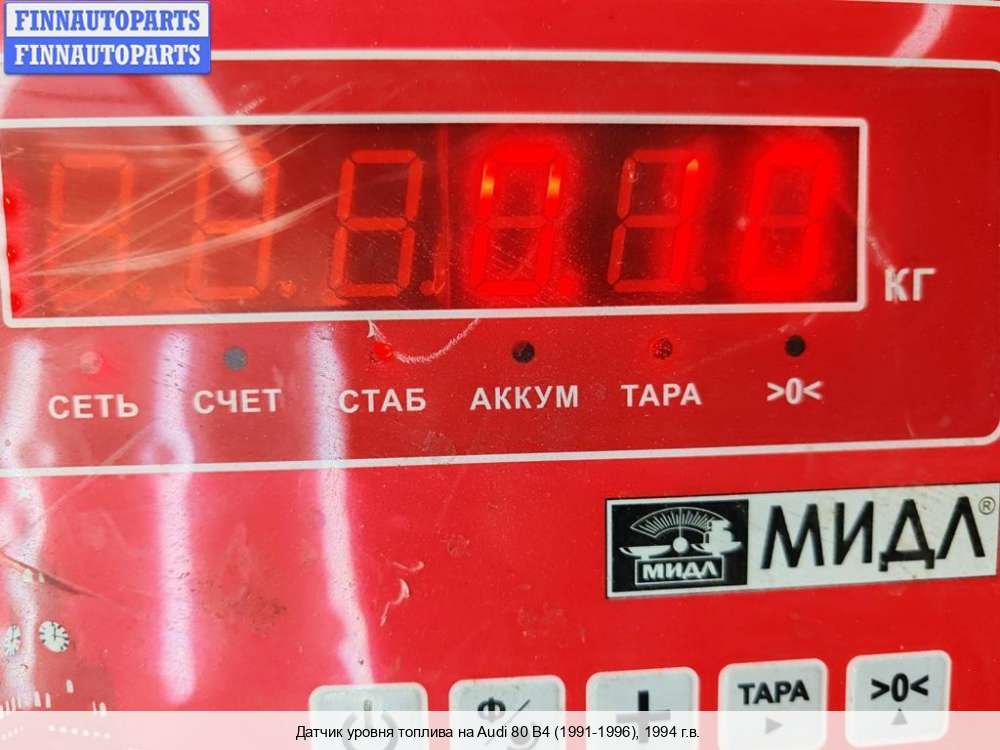 FINNAUTOPARTS
FINNAUTOPARTS
0.10
КГ
СЕТЬ СЧЕТ СТАБ АККУМ ТАРА >0<
МИДЛ МИДЛ®
Ф/
+ ТАРА >0<
Датчик уровня топлива на Audi 80 B4 (1991-1996), 1994 г.в.